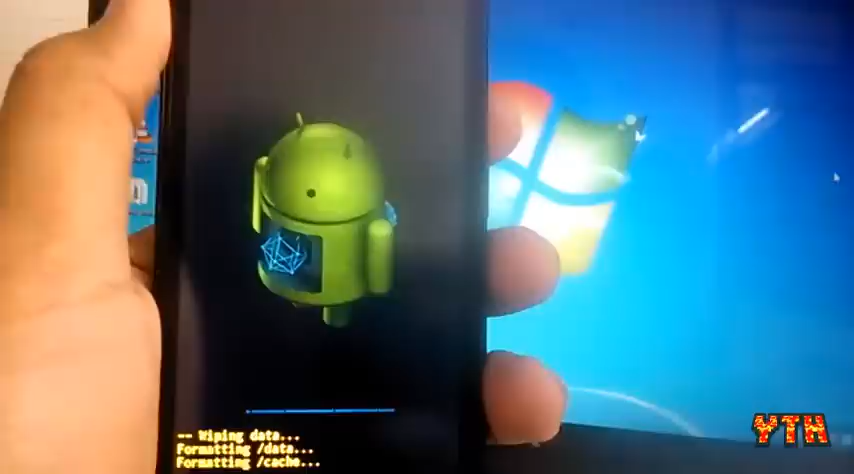 -- Wiping data...
Formatting /data...
Formatting /cache...
YTH